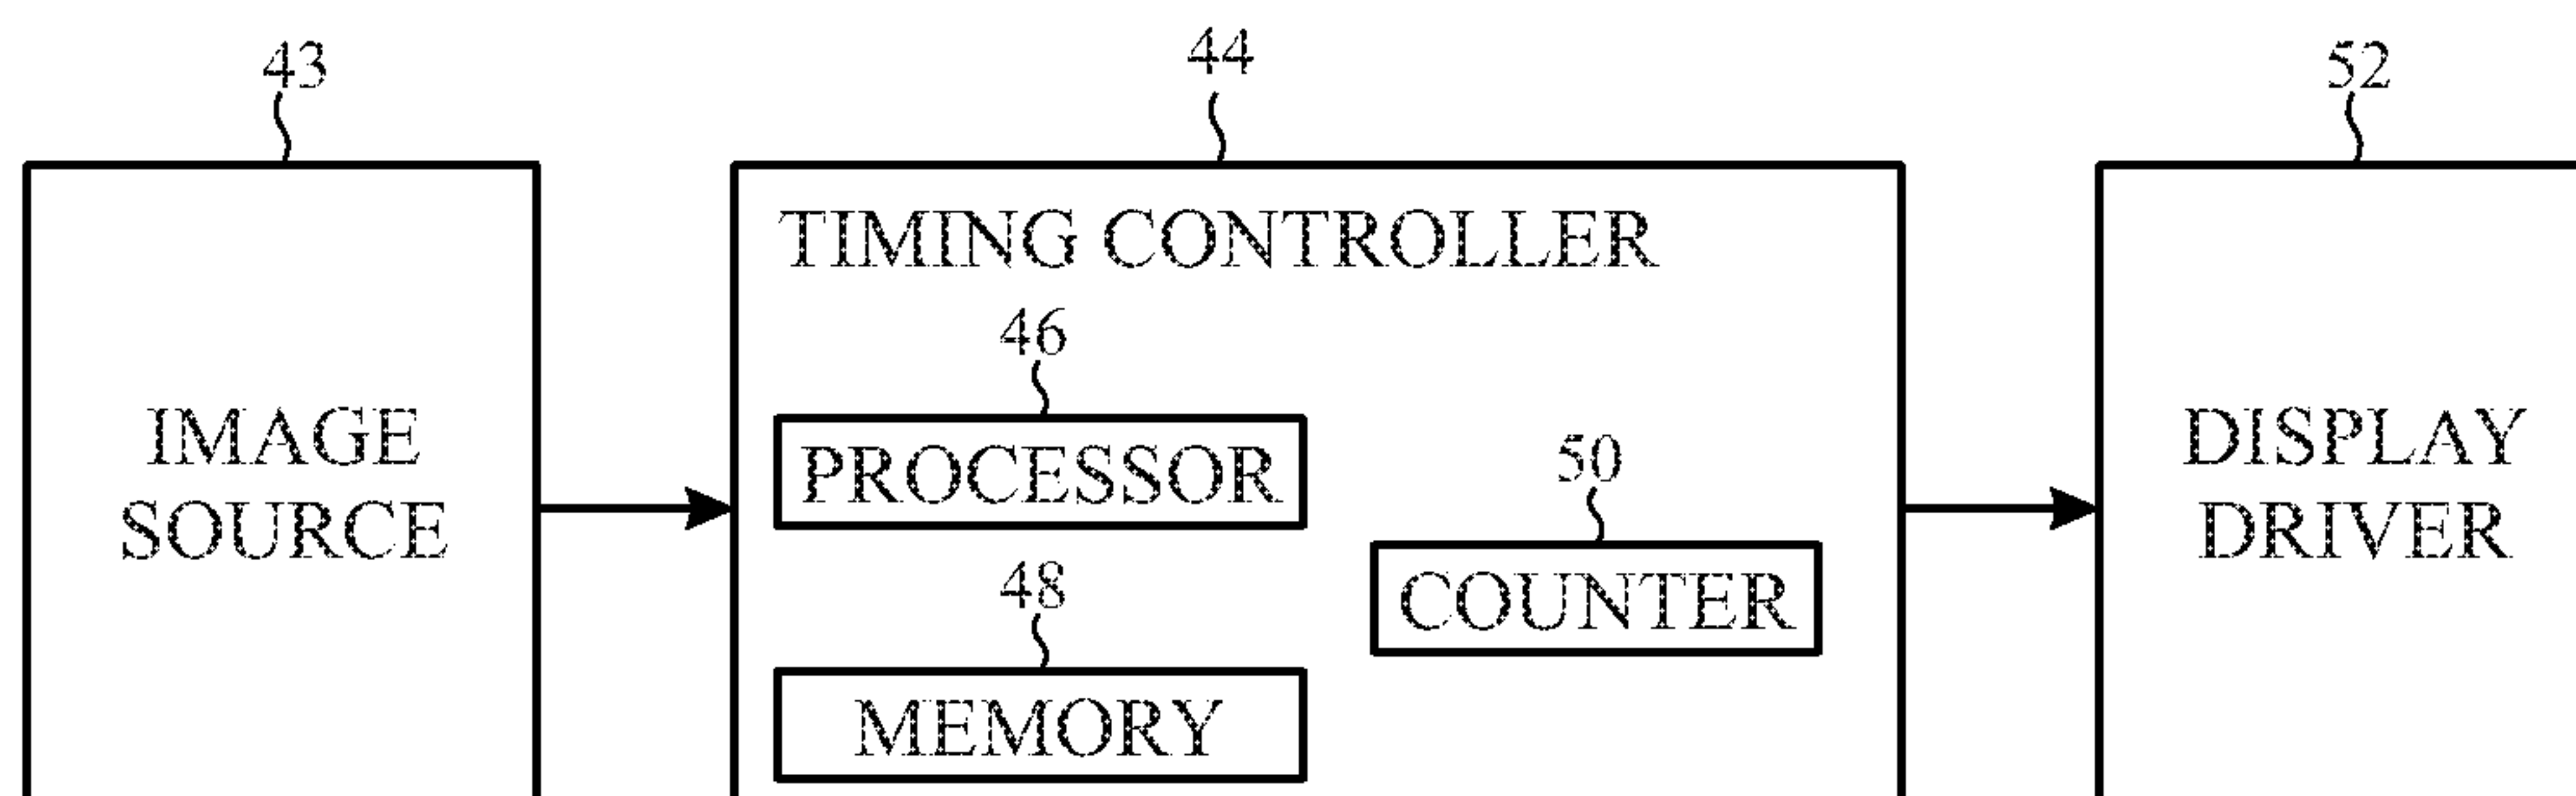 43
IMAGE
SOURCE
44
TIMING CONTROLLER
46
PROCESSOR
48
MEMORY
50
COUNTER
52
DISPLAY
DRIVER